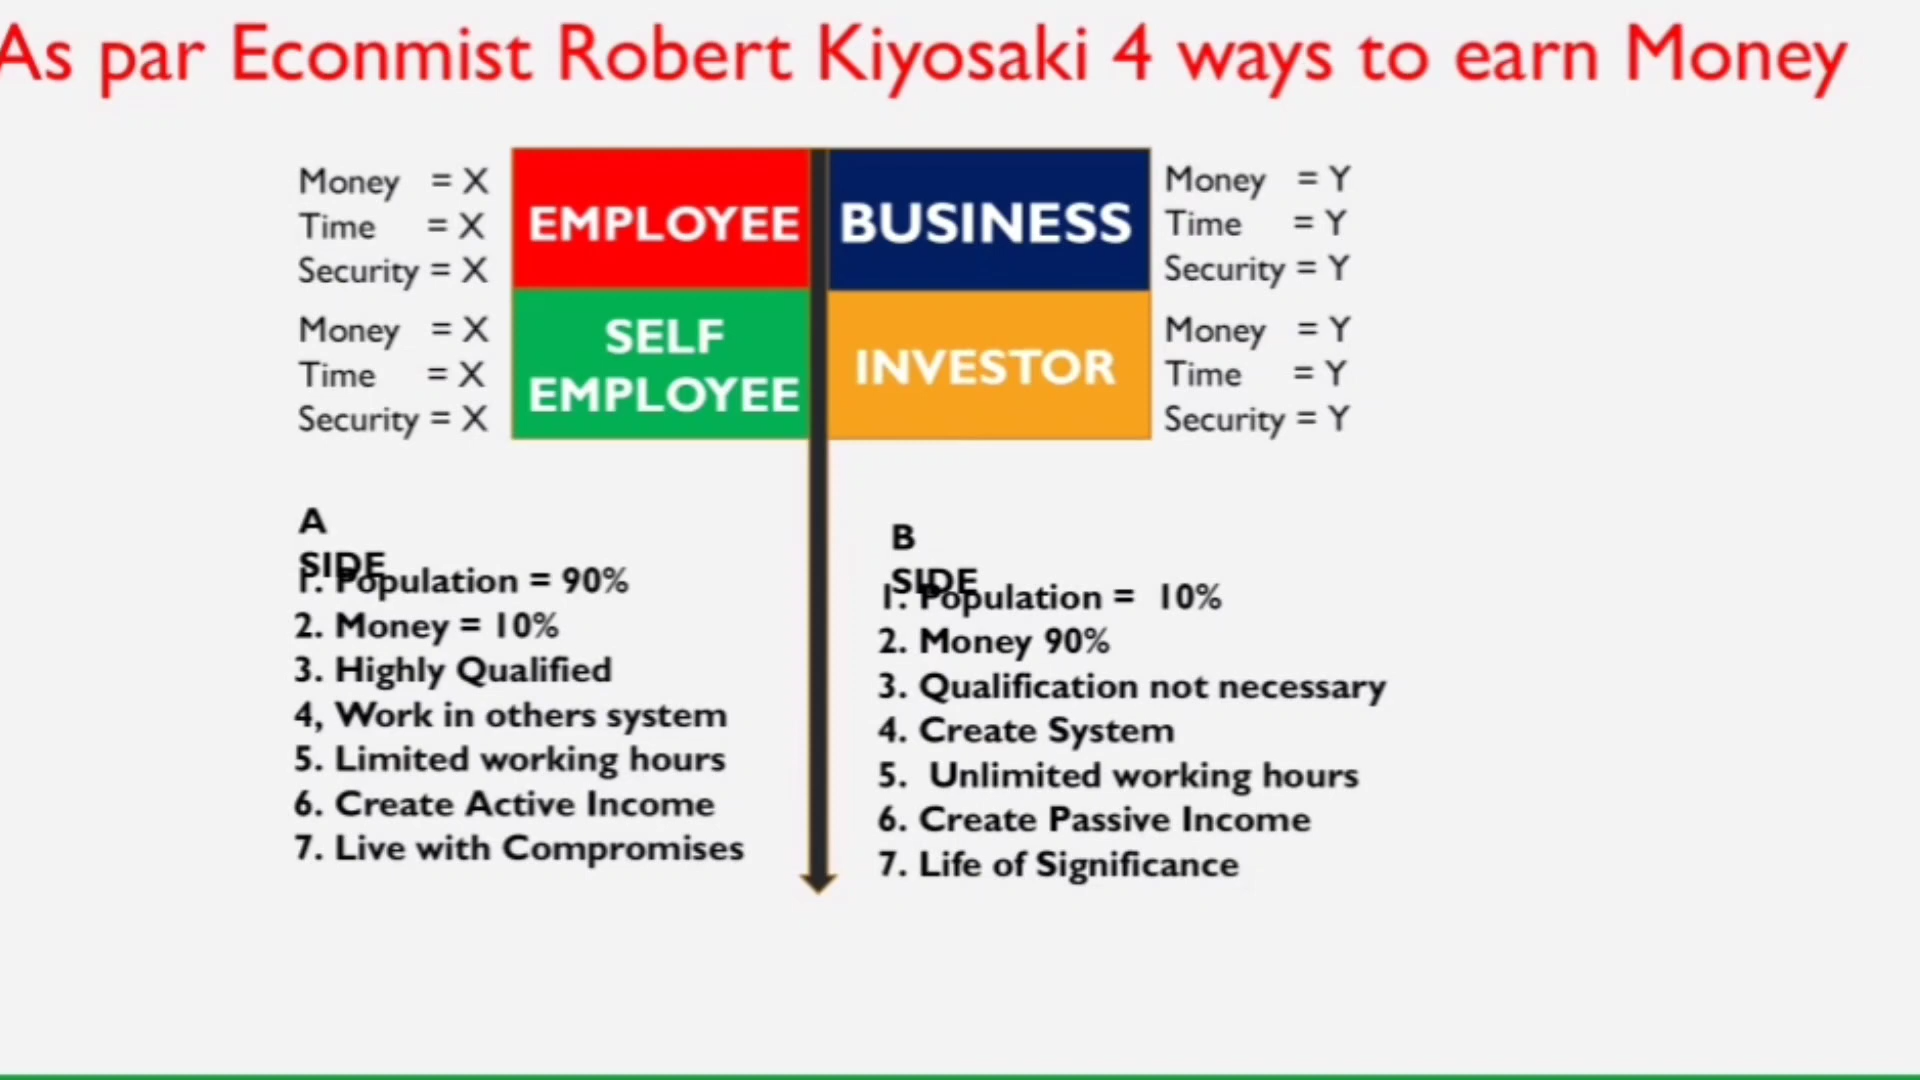 As par Econmist Robert Kiyosaki 4 ways to earn Money
Money = X
Time = X
Security = X
EMPLOYEE
BUSINESS
Money = Y
Time = Y
Security = Y
Money = X
Time = X
Security = X
SELF
EMPLOYEE
INVESTOR
Money = Y
Time = Y
Security = Y
A
SIDE
1. Population = 90%
2. Money = 10%
3. Highly Qualified
4, Work in others system
5. Limited working hours
6. Create Active Income
7. Live with Compromises
B
SIDE
1. Population = 10%
2. Money 90%
3. Qualification not necessary
4. Create System
5. Unlimited working hours
6. Create Passive Income
7. Life of Significance